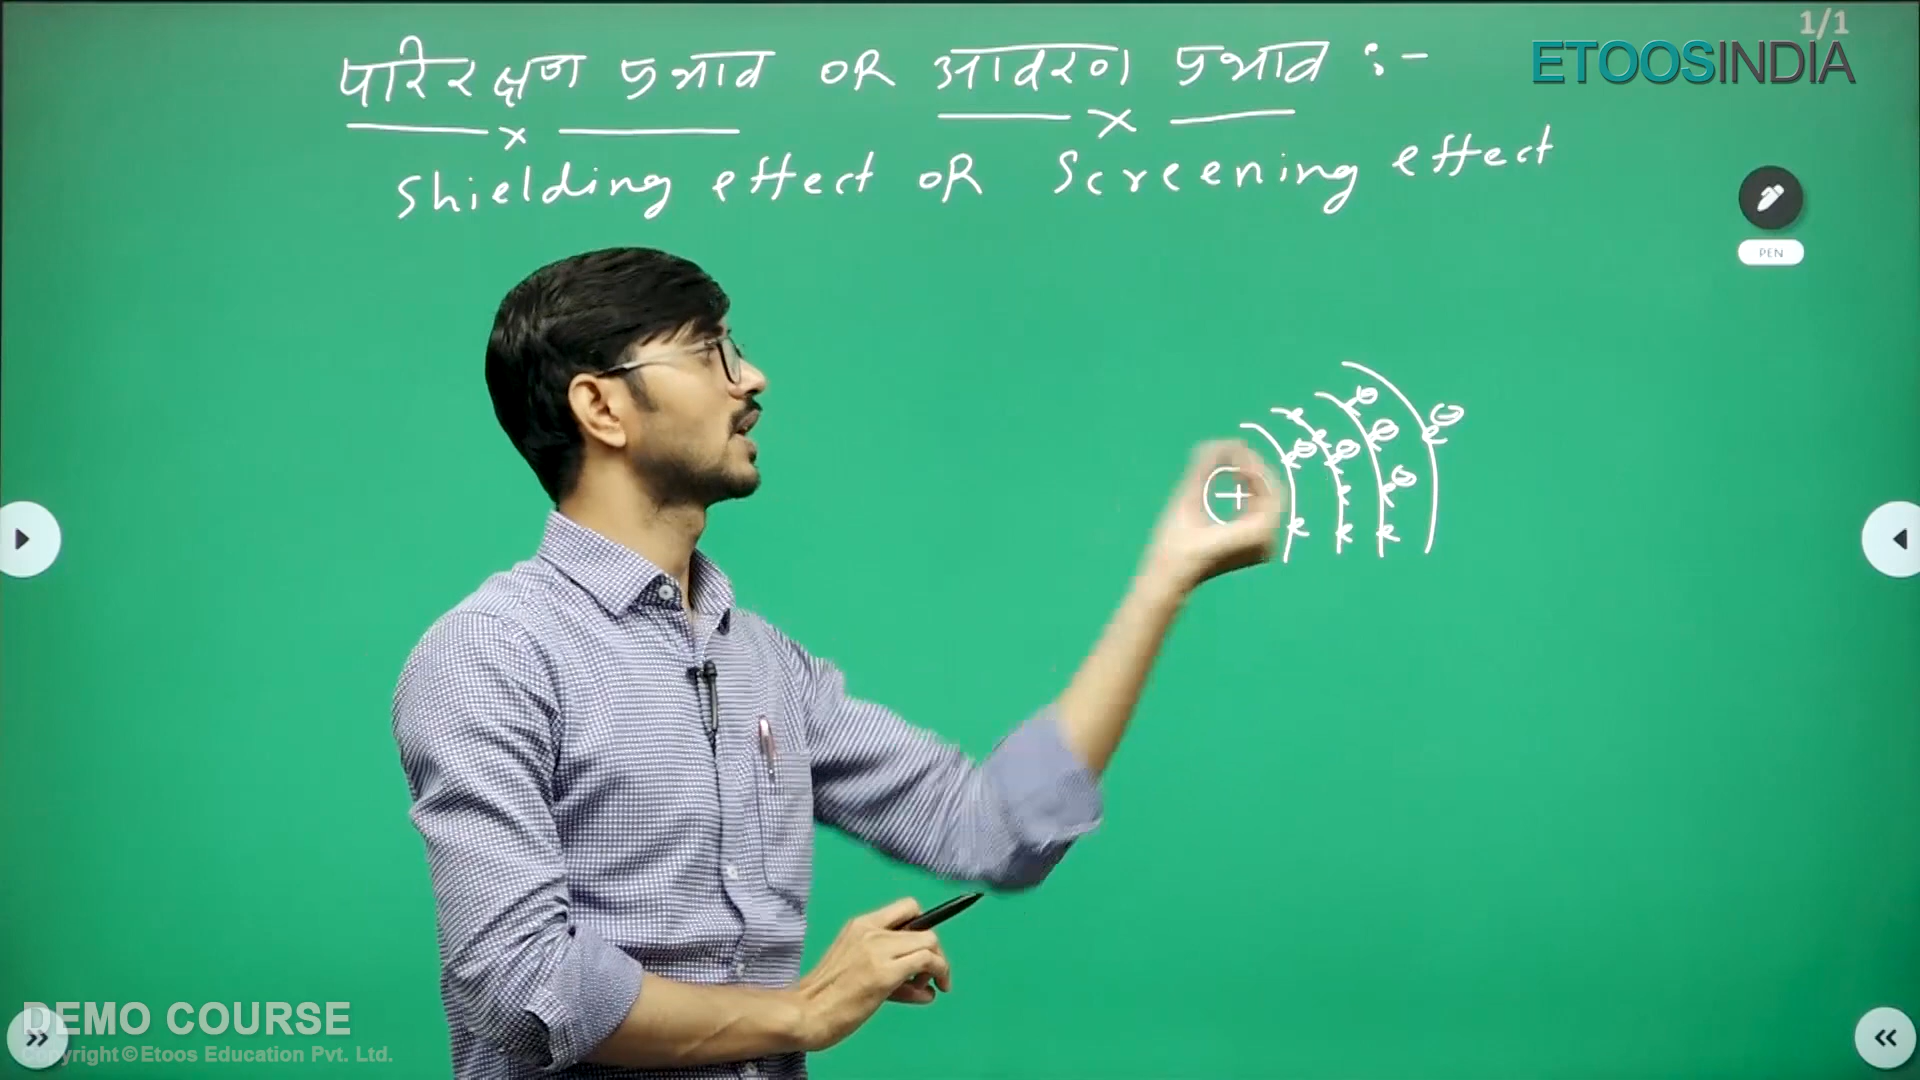 1/1
ETOOSINDIA
परिरक्षण प्रभाव OR आवरण प्रभाव :-
Shielding effect OR Screening effect
PEN
+
DEMO COURSE
Copyright © Etoos Education Pvt. Ltd.